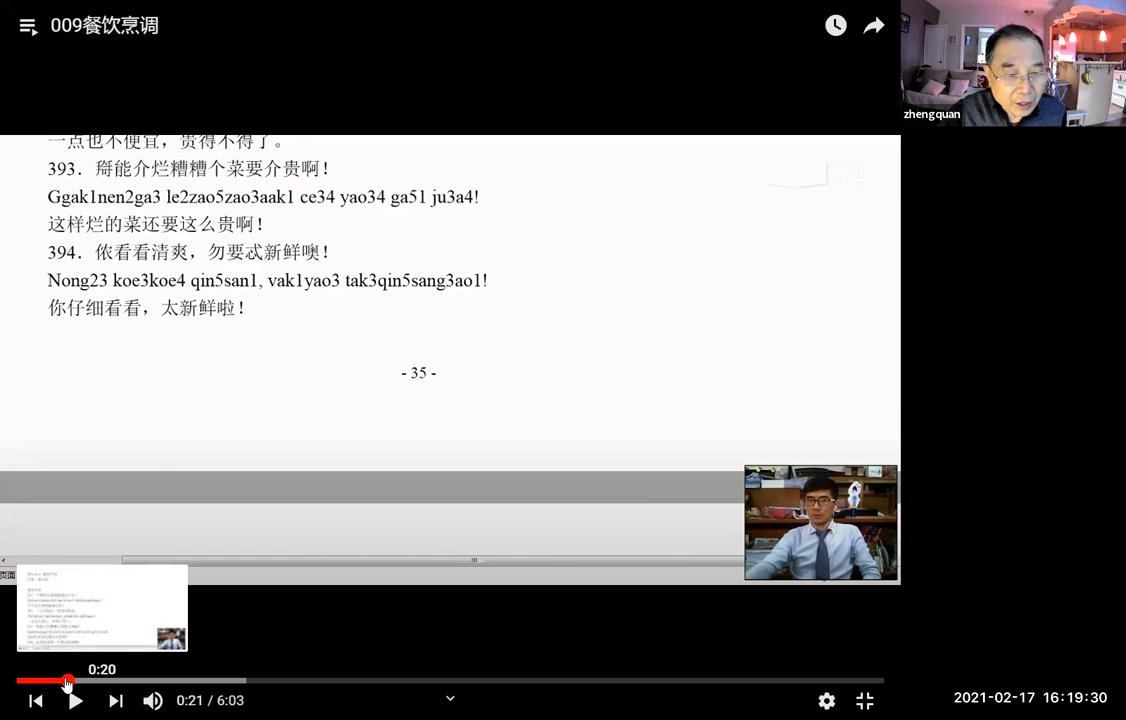 009餐饮烹调
zhengquan
一点也不便宜，贵得不得了。
393．搿能介烂糟糟个菜要介贵啊！
Ggak1nen2ga3 le2zao5zao3aak1 ce34 yao34 ga51 ju3a4!
这样烂的菜还要这么贵啊！
394．侬看看清爽，勿要忒新鲜噢！
Nong23 koe3koe4 qin5san1, vak1yao3 tak3qin5sang3ao1!
你仔细看看，太新鲜啦！
- 35 -
页面
0:20
0:21 / 6:03
2021-02-17 16:19:30